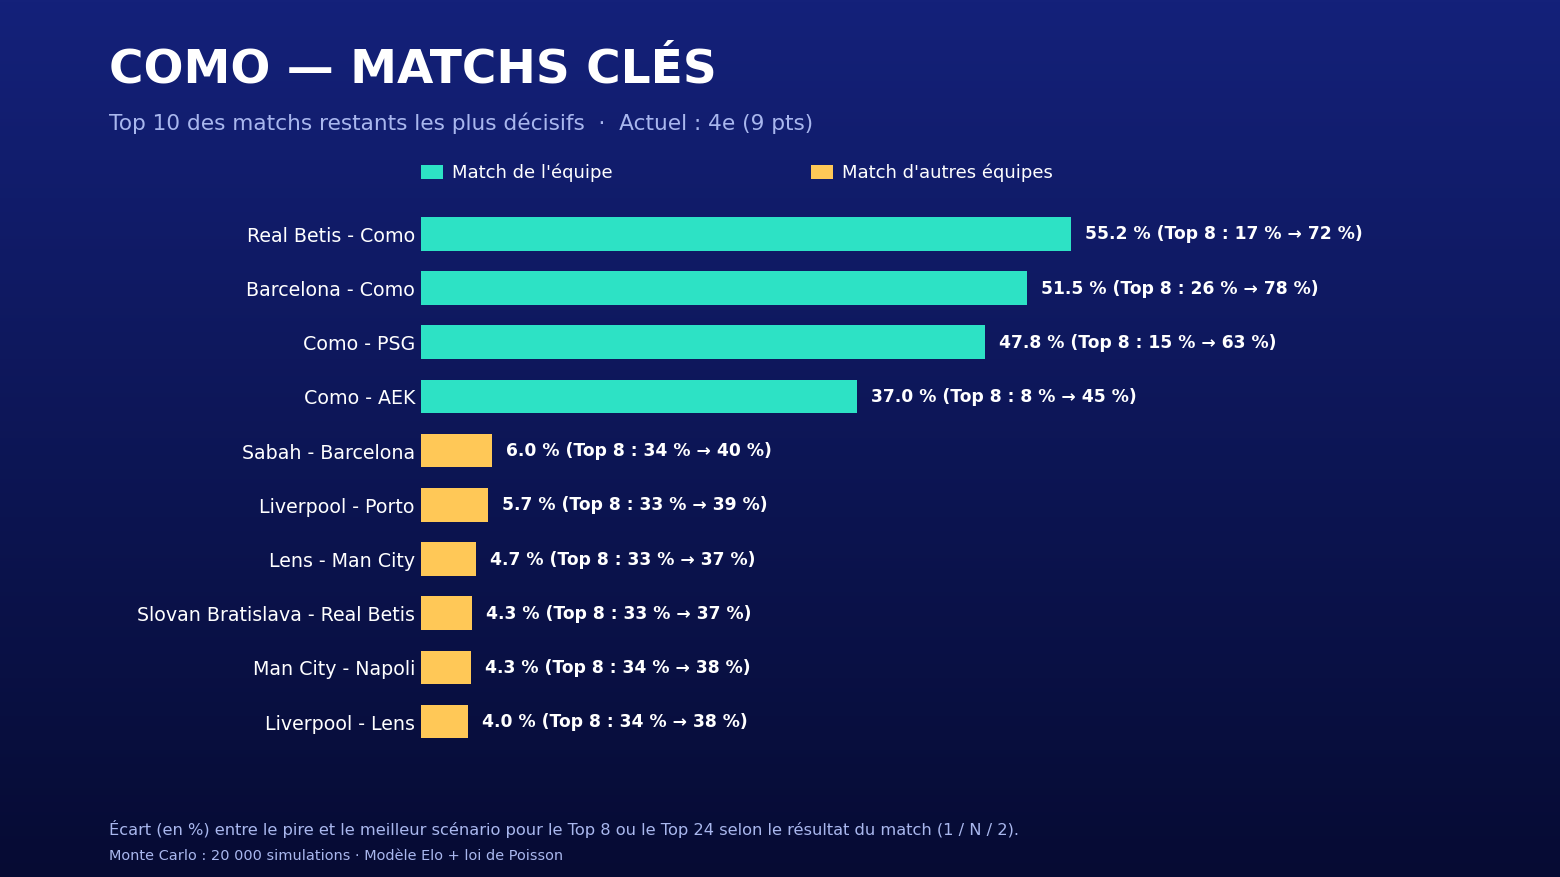 COMO — MATCHS CLÉS
Top 10 des matchs restants les plus décisifs · Actuel : 4e (9 pts)
Match de l'équipe
Match d'autres équipes
Real Betis - Como 55.2 % (Top 8 : 17 % → 72 %)
Barcelona - Como 51.5 % (Top 8 : 26 % → 78 %)
Como - PSG 47.8 % (Top 8 : 15 % → 63 %)
Como - AEK 37.0 % (Top 8 : 8 % → 45 %)
Sabah - Barcelona 6.0 % (Top 8 : 34 % → 40 %)
Liverpool - Porto 5.7 % (Top 8 : 33 % → 39 %)
Lens - Man City 4.7 % (Top 8 : 33 % → 37 %)
Slovan Bratislava - Real Betis 4.3 % (Top 8 : 33 % → 37 %)
Man City - Napoli 4.3 % (Top 8 : 34 % → 38 %)
Liverpool - Lens 4.0 % (Top 8 : 34 % → 38 %)
Écart (en %) entre le pire et le meilleur scénario pour le Top 8 ou le Top 24 selon le résultat du match (1 / N / 2).
Monte Carlo : 20 000 simulations · Modèle Elo + loi de Poisson